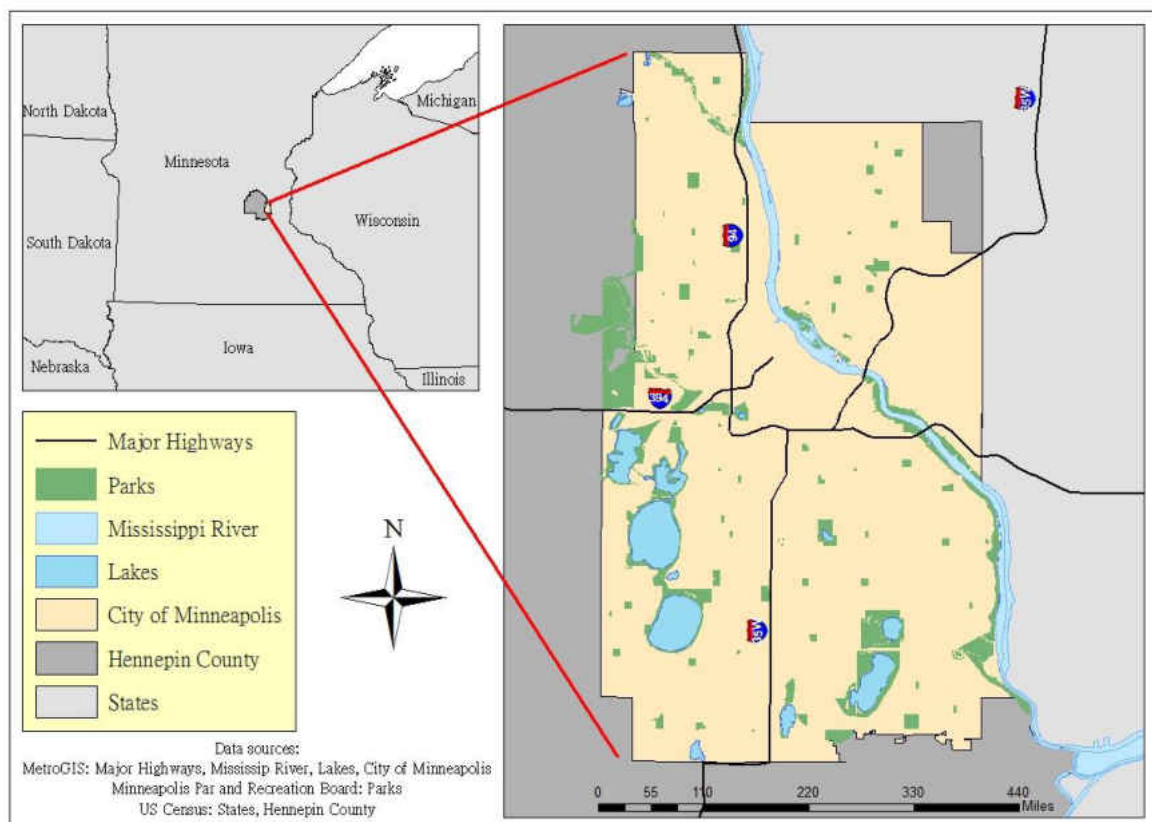 North Dakota
Minnesota
Michigan
South Dakota
Wisconsin
Nebraska
Iowa
Illinois
Major Highways
Parks
Mississippi River
Lakes
City of Minneapolis
Hennepin County
States
N
Data sources:
MetroGIS: Major Highways, Mississip River, Lakes, City of Minneapolis
Minneapolis Par and Recreation Board: Parks
US Census: States, Hennepin County
35W
94
394
35W
0 55 110 220 330 440
Miles